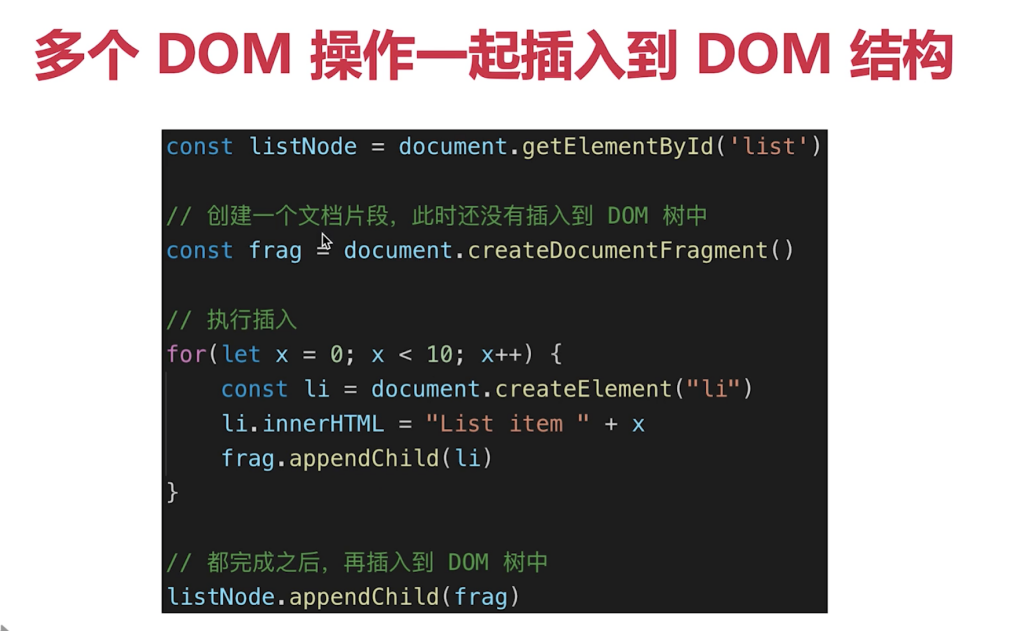 多个 DOM 操作一起插入到 DOM 结构
const listNode = document.getElementById('list')
// 创建一个文档片段，此时还没有插入到 DOM 树中
const frag = document.createDocumentFragment()
// 执行插入
for(let x = 0; x < 10; x++) {
    const li = document.createElement("li")
    li.innerHTML = "List item " + x
    frag.appendChild(li)
}
// 都完成之后，再插入到 DOM 树中
listNode.appendChild(frag)